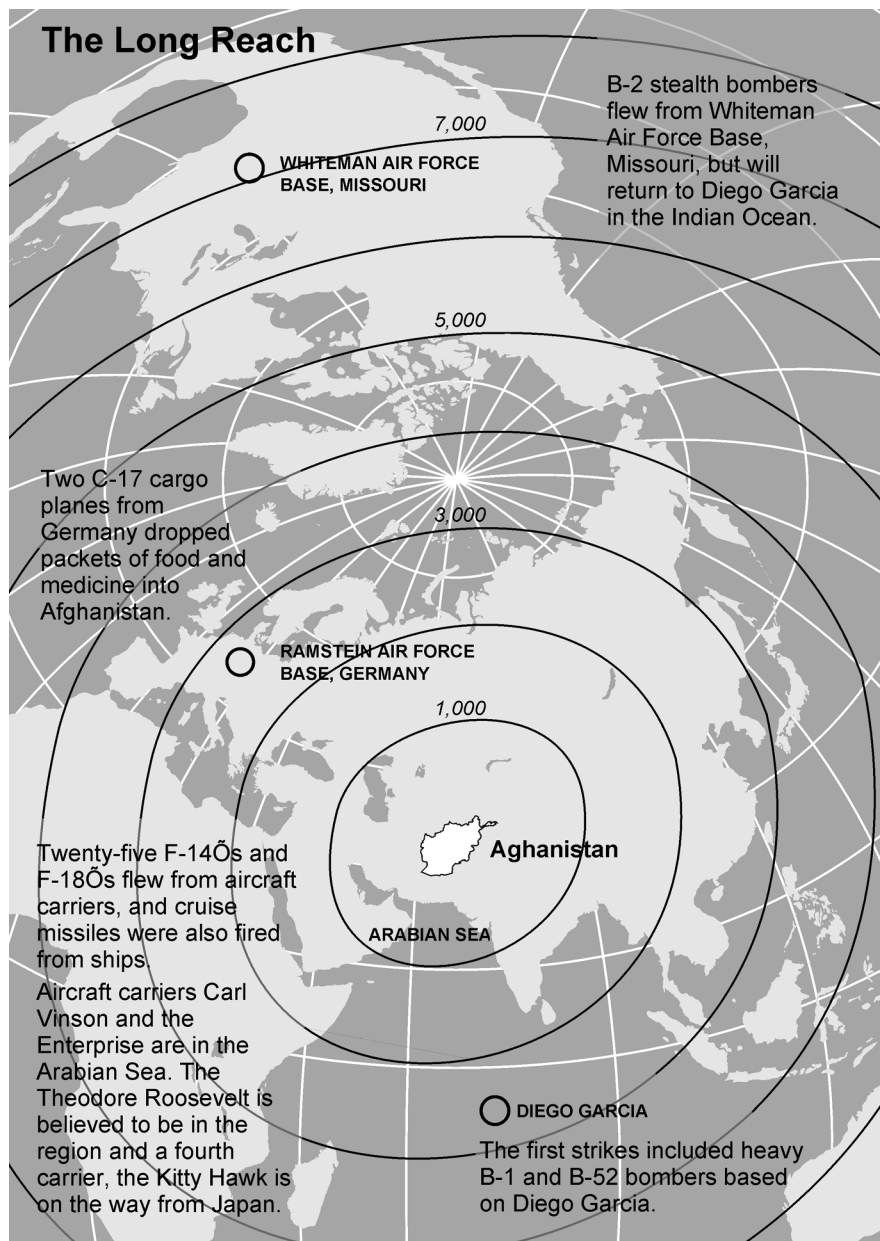 The Long Reach
B-2 stealth bombers
flew from Whiteman
Air Force Base,
Missouri, but will
return to Diego Garcia
in the Indian Ocean.
7,000
WHITEMAN AIR FORCE
BASE, MISSOURI
5,000
Two C-17 cargo
planes from
Germany dropped
packets of food and
medicine into
Afghanistan.
3,000
RAMSTEIN AIR FORCE
BASE, GERMANY
1,000
Aghanistan
Twenty-five F-14Õs and
F-18Õs flew from aircraft
carriers, and cruise
missiles were also fired
from ships.
ARABIAN SEA
Aircraft carriers Carl
Vinson and the
Enterprise are in the
Arabian Sea. The
Theodore Roosevelt is
believed to be in the
region and a fourth
carrier, the Kitty Hawk is
on the way from Japan.
DIEGO GARCIA
The first strikes included heavy
B-1 and B-52 bombers based
on Diego Garcia.